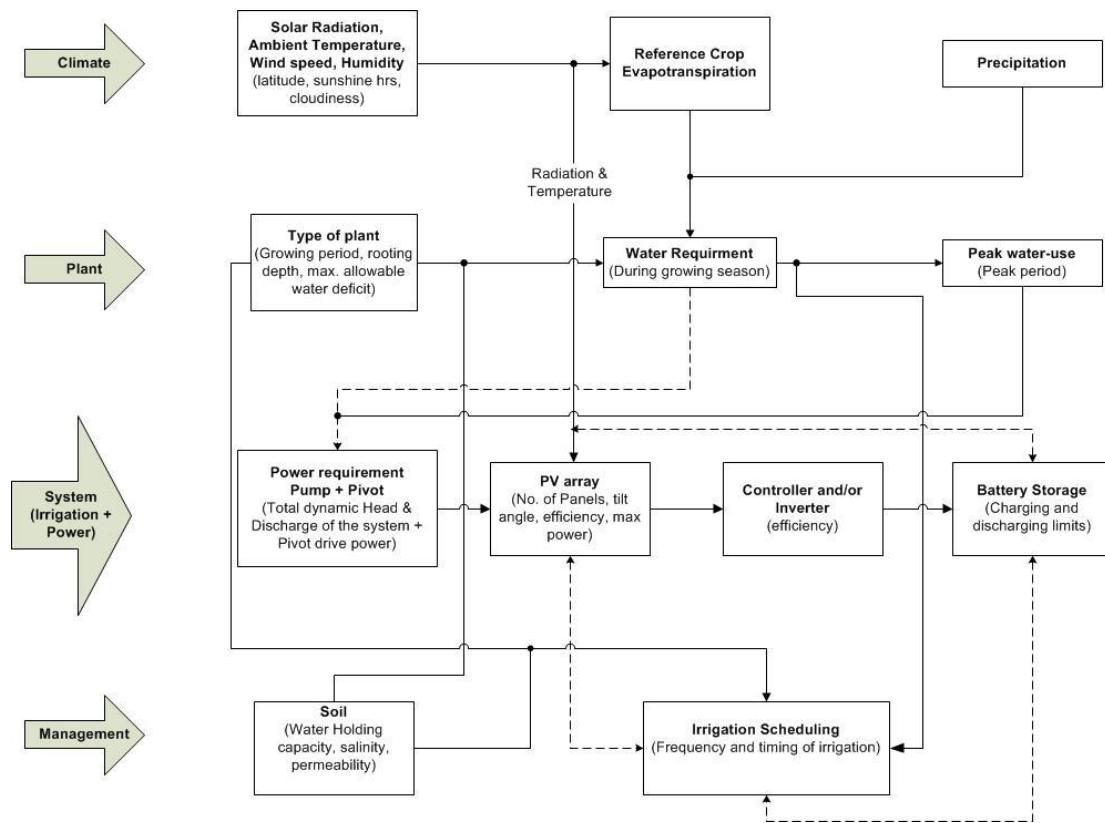 Climate
Solar Radiation,
Ambient Temperature,
Wind speed, Humidity
(latitude, sunshine hrs,
cloudiness)
Reference Crop
Evapotranspiration
Precipitation
Radiation &
Temperature
Plant
Type of plant
(Growing period, rooting
depth, max. allowable
water deficit)
Water Requirment
(During growing season)
Peak water-use
(Peak period)
System
(Irrigation +
Power)
Power requirement
Pump + Pivot
(Total dynamic Head &
Discharge of the system +
Pivot drive power)
PV array
(No. of Panels, tilt
angle, efficiency, max
power)
Controller and/or
Inverter
(efficiency)
Battery Storage
(Charging and
discharging limits)
Management
Soil
(Water Holding
capacity, salinity,
permeability)
Irrigation Scheduling
(Frequency and timing of irrigation)